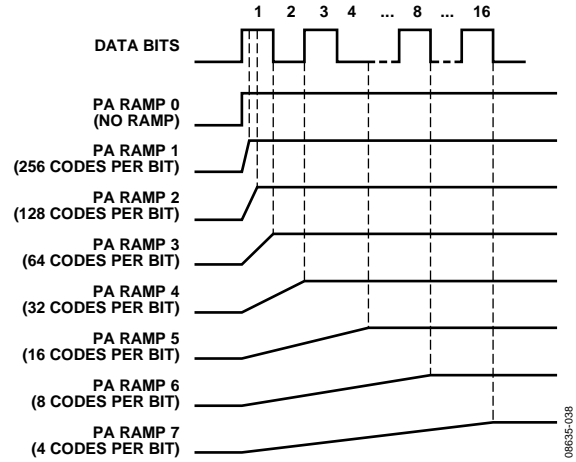 1 2 3 4 ... 8 ... 16
DATA BITS
PA RAMP 0
(NO RAMP)
PA RAMP 1
(256 CODES PER BIT)
PA RAMP 2
(128 CODES PER BIT)
PA RAMP 3
(64 CODES PER BIT)
PA RAMP 4
(32 CODES PER BIT)
PA RAMP 5
(16 CODES PER BIT)
PA RAMP 6
(8 CODES PER BIT)
PA RAMP 7
(4 CODES PER BIT)
08635-038